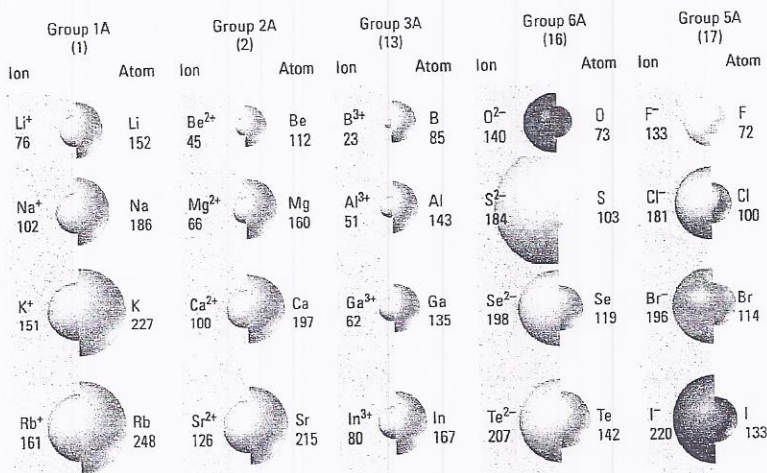 Group 1A
(1)
Group 2A
(2)
Group 3A
(13)
Group 6A
(16)
Group 5A
(17)
Ion Atom Ion Atom Ion Atom Ion Atom Ion Atom
Li⁺ Li Be²⁺ Be B³⁺ B O²⁻ O F⁻ F
76 152 45 112 23 85 140 73 133 72
Na⁺ Na Mg²⁺ Mg Al³⁺ Al S²⁻ S Cl⁻ Cl
102 186 66 160 51 143 184 103 181 100
K⁺ K Ca²⁺ Ca Ga³⁺ Ga Se²⁻ Se Br⁻ Br
151 227 100 197 62 135 198 119 196 114
Rb⁺ Rb Sr²⁺ Sr In³⁺ In Te²⁻ Te I⁻ I
161 248 126 215 80 167 207 142 220 133